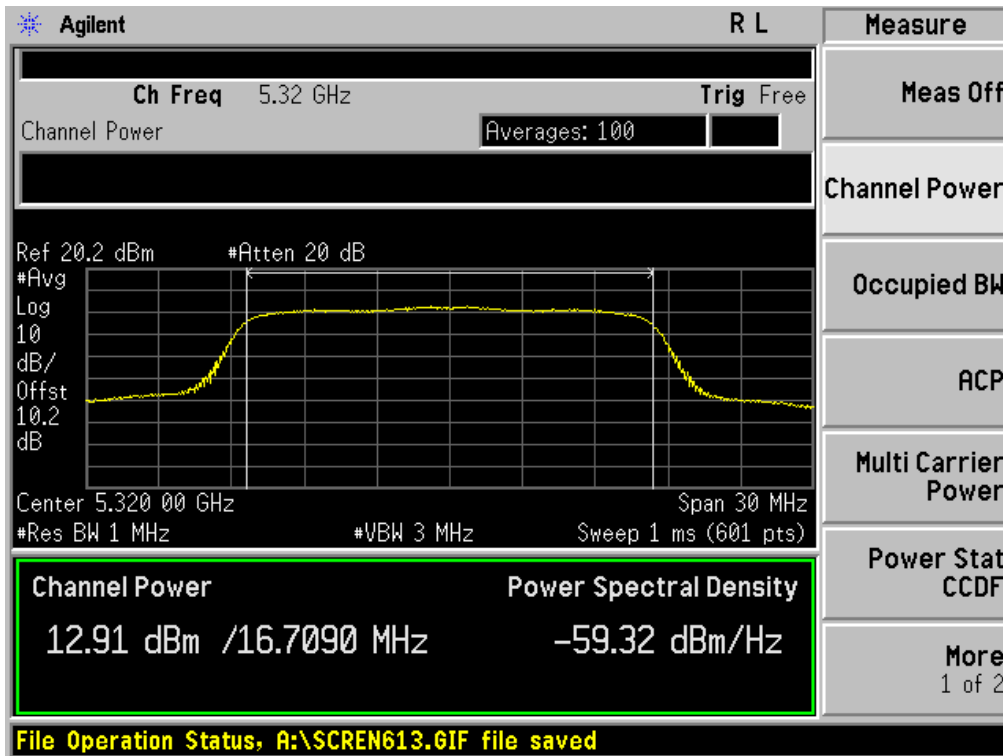 Agilent
R L
Measure
Ch Freq 5.32 GHz
Trig Free
Channel Power
Averages: 100
Ref 20.2 dBm
#Atten 20 dB
#Avg
Log
10
dB/
Offst
10.2
dB
Center 5.320 00 GHz
Span 30 MHz
#Res BW 1 MHz
#VBW 3 MHz
Sweep 1 ms (601 pts)
Channel Power
Power Spectral Density
12.91 dBm /16.7090 MHz
-59.32 dBm/Hz
Meas Off
Channel Power
Occupied BW
ACP
Multi Carrier
Power
Power Stat
CCDF
More
1 of 2
File Operation Status, A:\SCREN613.GIF file saved